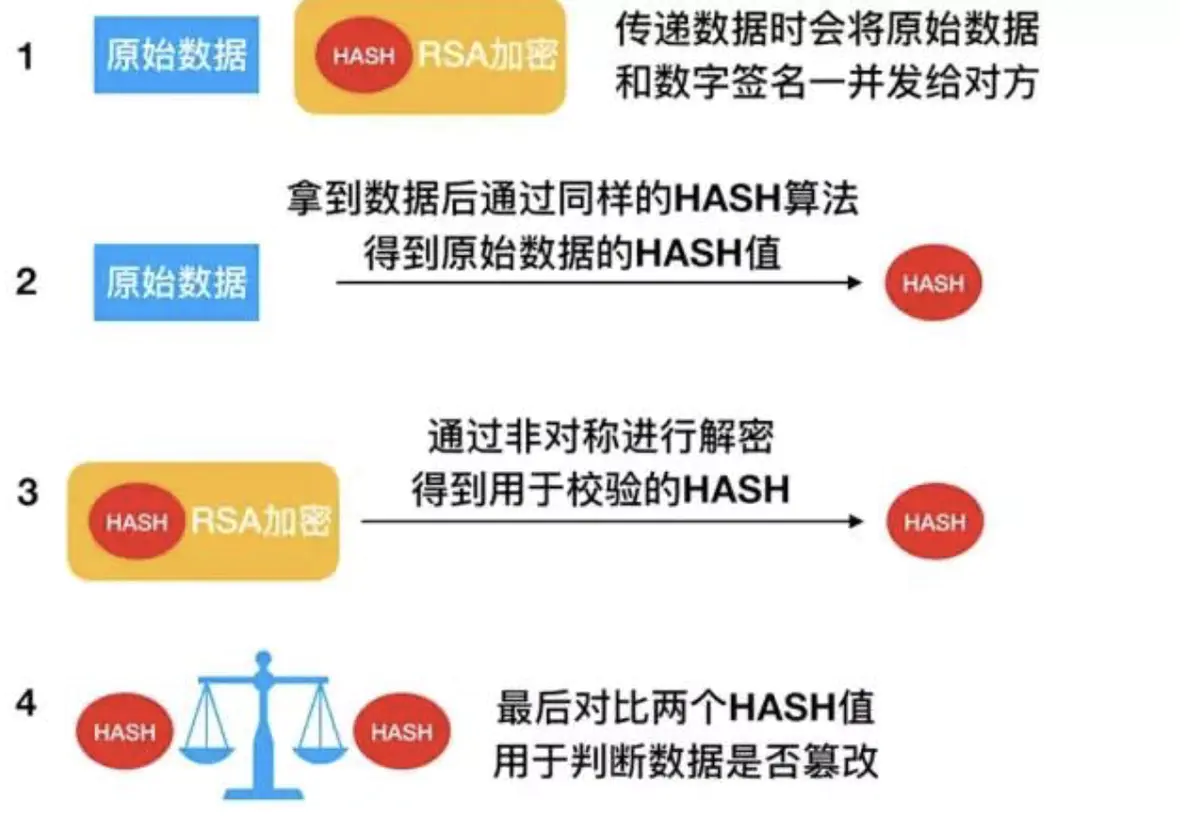 1
原始数据
HASH RSA加密
传递数据时会将原始数据
和数字签名一并发给对方
2
原始数据
拿到数据后通过同样的HASH算法
得到原始数据的HASH值
HASH
3
HASH RSA加密
通过非对称进行解密
得到用于校验的HASH
HASH
4
HASH
HASH
最后对比两个HASH值
用于判断数据是否篡改